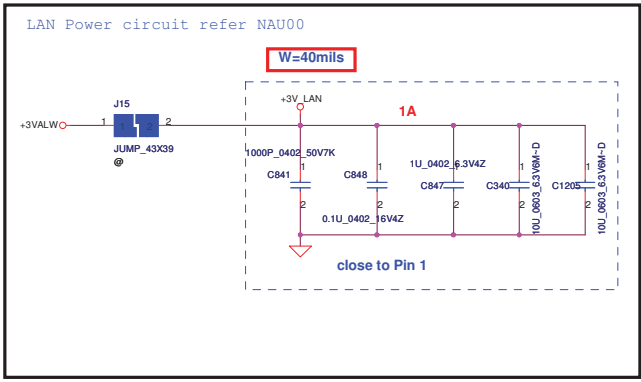 LAN Power circuit refer NAU00
W=40mils
J15
+3V_LAN
+3VALW
1
1 2
2
1A
JUMP_43X39
@
1000P_0402_50V7K
1U_0402_6.3V4Z
1
1
1
1
1
C841
C848
C847
C340
C1205
2
2
2
2
2
10U_0603_6.3V6M~D
10U_0603_6.3V6M~D
0.1U_0402_16V4Z
close to Pin 1